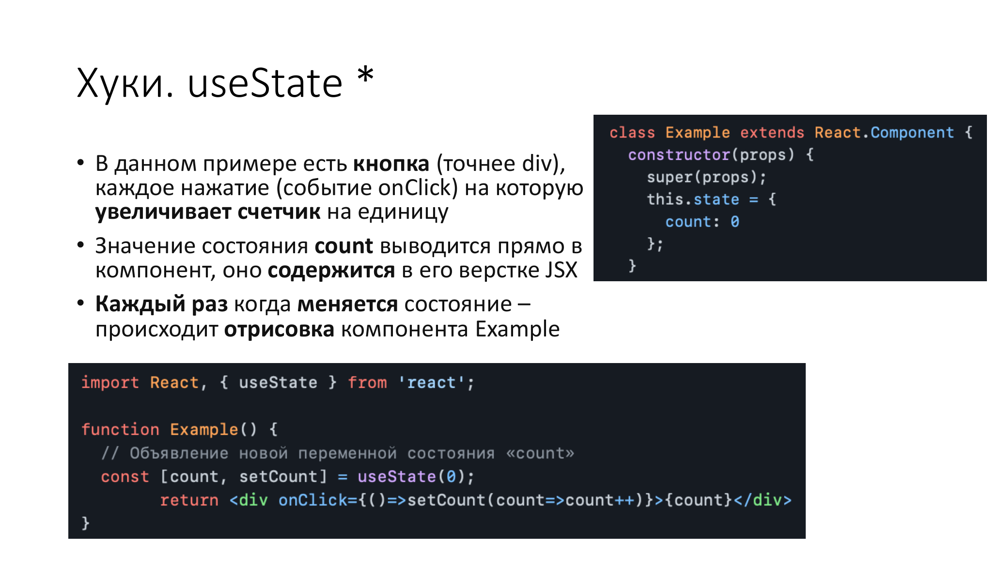 Хуки. useState *
• В данном примере есть кнопка (точнее div),
каждое нажатие (событие onClick) на которую
увеличивает счетчик на единицу
• Значение состояния count выводится прямо в
компонент, оно содержится в его верстке JSX
• Каждый раз когда меняется состояние –
происходит отрисовка компонента Example
class Example extends React.Component {
  constructor(props) {
    super(props);
    this.state = {
      count: 0
    };
  }
import React, { useState } from 'react';
function Example() {
  // Объявление новой переменной состояния «count»
  const [count, setCount] = useState(0);
        return <div onClick={()=>setCount(count=>count++)}>{count}</div>
}